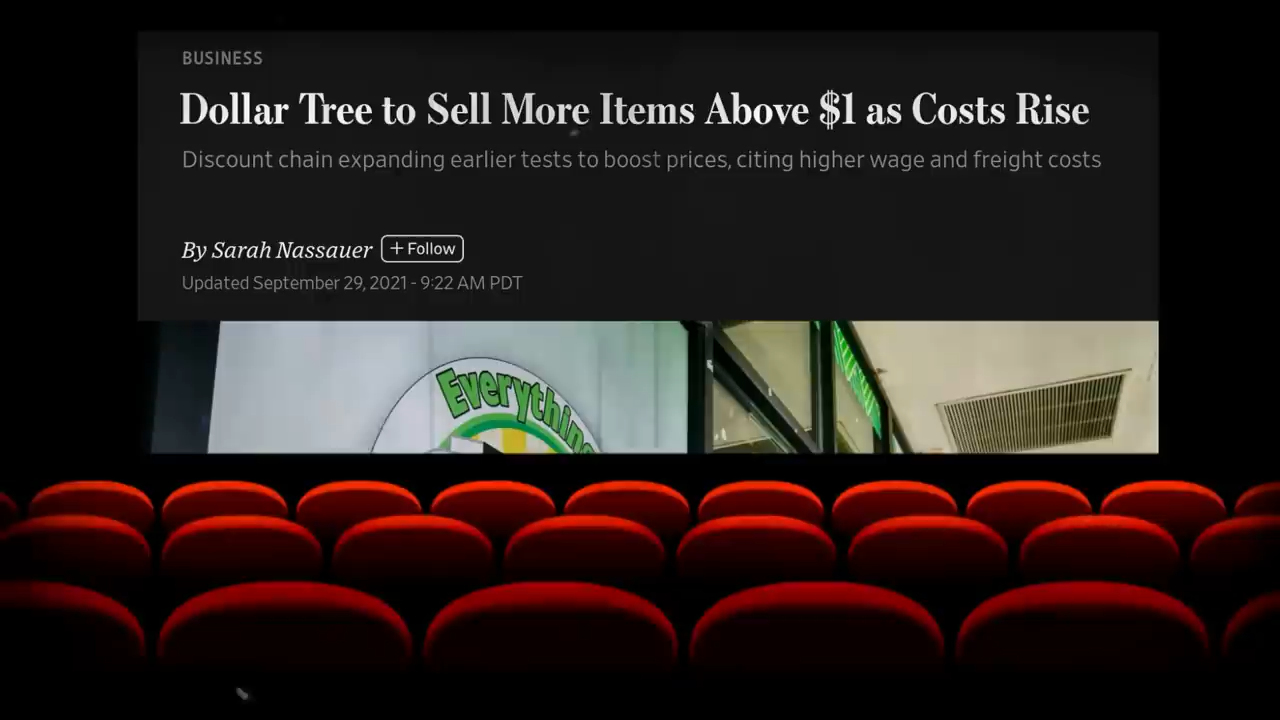 BUSINESS
Dollar Tree to Sell More Items Above $1 as Costs Rise
Discount chain expanding earlier tests to boost prices, citing higher wage and freight costs
By Sarah Nassauer + Follow
Updated September 29, 2021 - 9:22 AM PDT
Everything